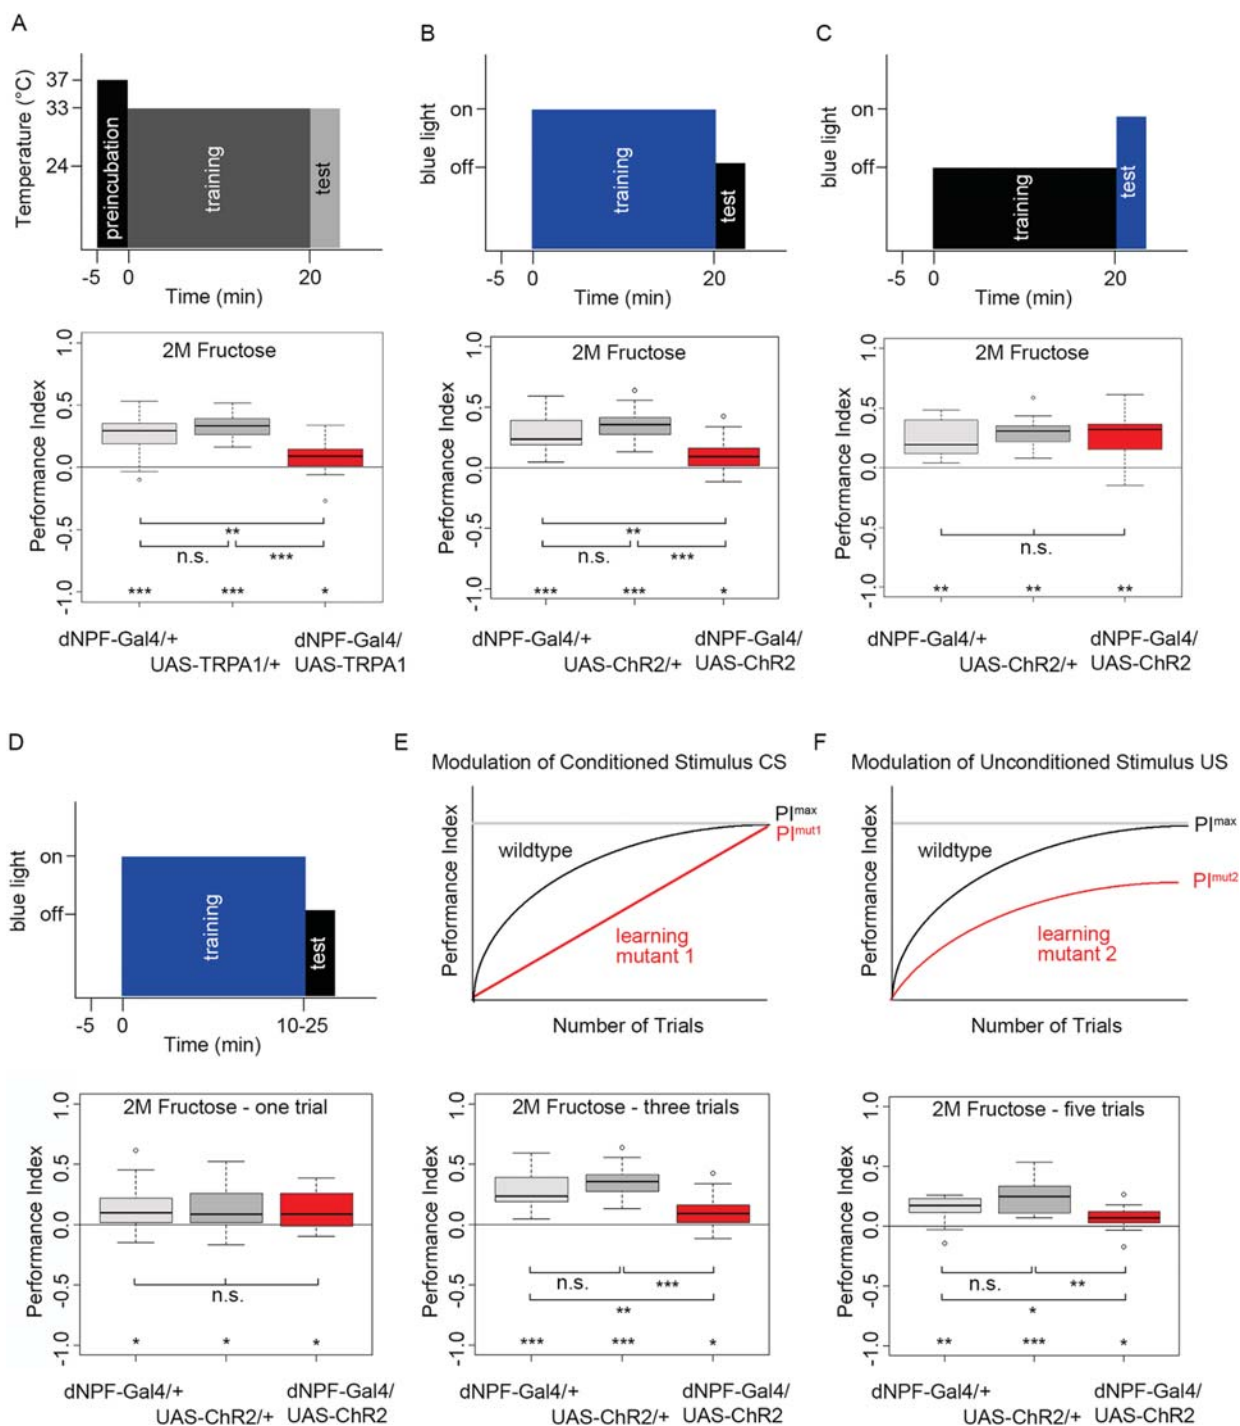 A
Temperature (°C)
37
33
24
preincubation
training
test
-5
0
20
Time (min)
B
blue light
on
off
training
test
-5
0
20
Time (min)
C
blue light
on
off
training
test
-5
0
20
Time (min)
Performance Index
1.0
0.5
0.0
-0.5
-1.0
2M Fructose
**
n.s.
***
***
***
*
dNPF-Gal4/+
UAS-TRPA1/+
dNPF-Gal4/
UAS-TRPA1
Performance Index
1.0
0.5
0.0
-0.5
-1.0
2M Fructose
**
n.s.
***
***
***
*
dNPF-Gal4/+
UAS-ChR2/+
dNPF-Gal4/
UAS-ChR2
Performance Index
1.0
0.5
0.0
-0.5
-1.0
2M Fructose
n.s.
**
**
**
dNPF-Gal4/+
UAS-ChR2/+
dNPF-Gal4/
UAS-ChR2
D
blue light
on
off
training
test
-5
0
10-25
Time (min)
E
Modulation of Conditioned Stimulus CS
Performance Index
wildtype
PImax
PImut1
learning
mutant 1
Number of Trials
F
Modulation of Unconditioned Stimulus US
Performance Index
wildtype
PImax
PImut2
learning
mutant 2
Number of Trials
Performance Index
1.0
0.5
0.0
-0.5
-1.0
2M Fructose - one trial
n.s.
*
*
*
dNPF-Gal4/+
UAS-ChR2/+
dNPF-Gal4/
UAS-ChR2
Performance Index
1.0
0.5
0.0
-0.5
-1.0
2M Fructose - three trials
n.s.
***
**
***
***
*
dNPF-Gal4/+
UAS-ChR2/+
dNPF-Gal4/
UAS-ChR2
Performance Index
1.0
0.5
0.0
-0.5
-1.0
2M Fructose - five trials
n.s.
**
*
**
***
*
dNPF-Gal4/+
UAS-ChR2/+
dNPF-Gal4/
UAS-ChR2